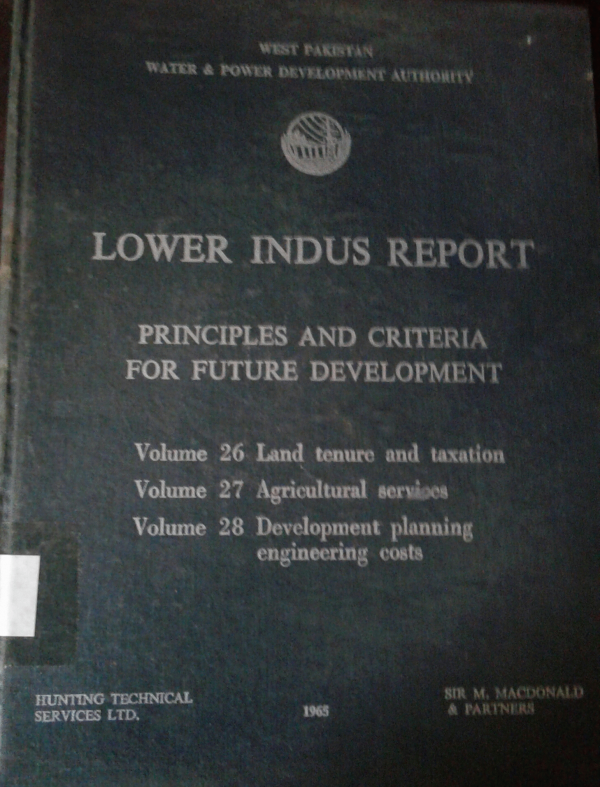 WEST PAKISTAN
WATER & POWER DEVELOPMENT AUTHORITY
LOWER INDUS REPORT
PRINCIPLES AND CRITERIA
FOR FUTURE DEVELOPMENT
Volume 26 Land tenure and taxation
Volume 27 Agricultural services
Volume 28 Development planning
engineering costs
HUNTING TECHNICAL
SERVICES LTD.
1965
SIR M. MACDONALD
& PARTNERS